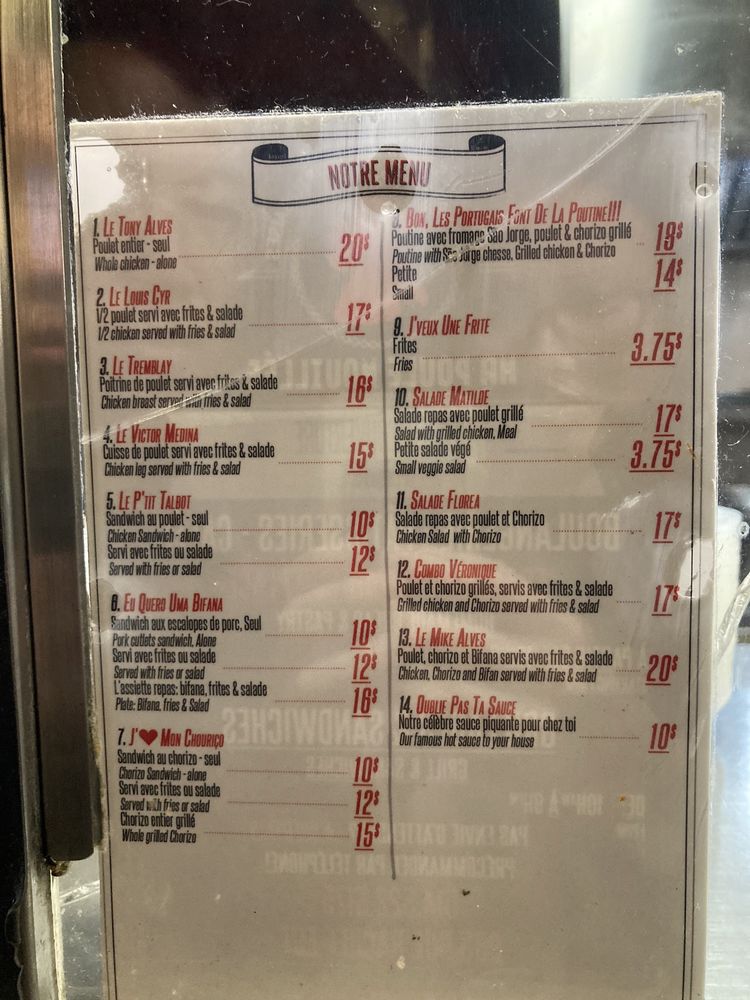 NOTRE MENU
1. LE TONY ALVES
Poulet entier - seul
Whole chicken - alone 20$
2. LE LOUIS CYR
1/2 poulet servi avec frites & salade
1/2 chicken served with fries & salad 17$
3. LE TREMBLAY
Poitrine de poulet servi avec frites & salade
Chicken breast served with fries & salad 16$
4. LE VICTOR MEDINA
Cuisse de poulet servi avec frites & salade
Chicken leg served with fries & salad 15$
5. LE P'TIT TALBOT
Sandwich au poulet - seul
Chicken Sandwich - alone 10$
Servi avec frites ou salade
Served with fries or salad 12$
6. EU QUERO UMA BIFANA
Sandwich aux escalopes de porc, Seul
Pork cutlets sandwich, Alone 10$
Servi avec frites ou salade
Served with fries or salad 12$
L'assiette repas: bifana, frites & salade
Plate: Bifana, fries & Salad 16$
7. J'♥ MON CHOURIÇO
Sandwich au chorizo - seul
Chorizo Sandwich - alone 10$
Servi avec frites ou salade
Served with fries or salad 12$
Chorizo entier grillé
Whole grilled Chorizo 15$
BON, LES PORTUGAIS FONT DE LA POUTINE!!!
Poutine avec fromage São Jorge, poulet & chorizo grillé
Poutine with São Jorge chesse, Grilled chicken & Chorizo
Petite 14$
Small
9. J'VEUX UNE FRITE
Frites
Fries 3.75$
10. SALADE MATILDE
Salade repas avec poulet grillé
Salad with grilled chicken, Meal 17$
Petite salade végé
Small veggie salad 3.75$
11. SALADE FLOREA
Salade repas avec poulet et Chorizo
Chicken Salad with Chorizo 17$
12. COMBO VÉRONIQUE
Poulet et chorizo grillés, servis avec frites & salade
Grilled chicken and Chorizo served with fries & salad 17$
13. LE MIKE ALVES
Poulet, chorizo et Bifana servis avec frites & salade
Chicken, Chorizo and Bifan served with fries & salad 20$
14. OUBLIE PAS TA SAUCE
Notre célèbre sauce piquante pour chez toi
Our famous hot sauce to your house 10$